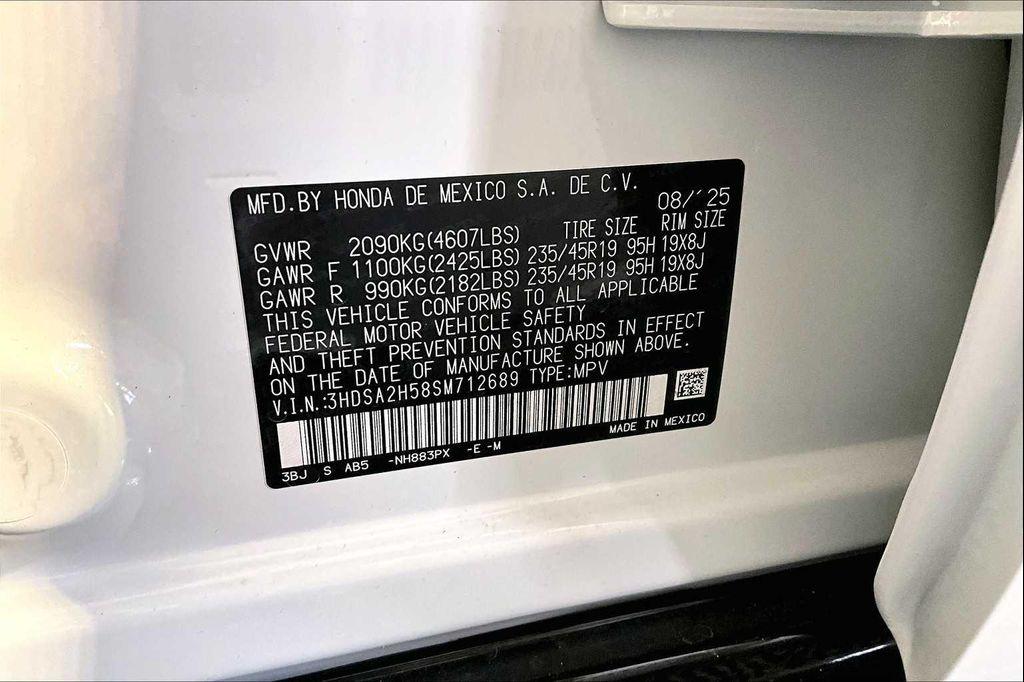 MFD.BY HONDA DE MEXICO S.A. DE C.V.
08/'25
TIRE SIZE RIM SIZE
GVWR 2090KG(4607LBS)
GAWR F 1100KG(2425LBS) 235/45R19 95H 19X8J
GAWR R 990KG(2182LBS) 235/45R19 95H 19X8J
THIS VEHICLE CONFORMS TO ALL APPLICABLE
FEDERAL MOTOR VEHICLE SAFETY
AND THEFT PREVENTION STANDARDS IN EFFECT
ON THE DATE OF MANUFACTURE SHOWN ABOVE.
V.I.N.:3HDSA2H58SM712689 TYPE:MPV
MADE IN MEXICO
3BJ S AB5 -NH883PX -E -M